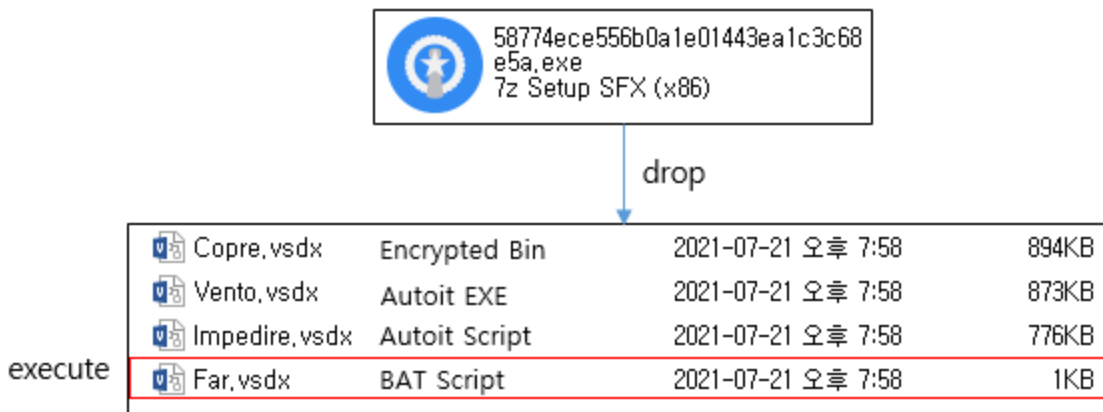 58774ece556b0a1e01443ea1c3c68
e5a.exe
7z Setup SFX (x86)
drop
Copre.vsdx Encrypted Bin 2021-07-21 오후 7:58 894KB
Vento.vsdx Autoit EXE 2021-07-21 오후 7:58 873KB
Impedire.vsdx Autoit Script 2021-07-21 오후 7:58 776KB
execute Far.vsdx BAT Script 2021-07-21 오후 7:58 1KB